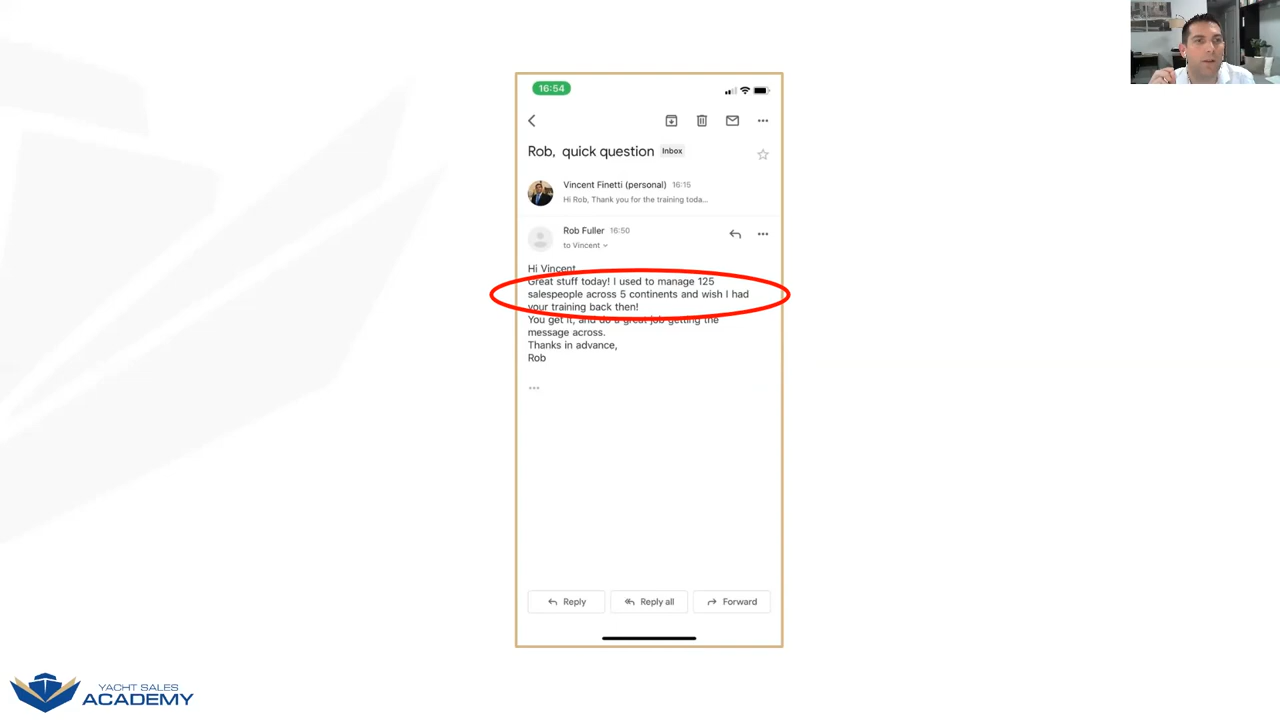 16:54
Rob, quick question Inbox
Vincent Finetti (personal) 16:15
Hi Rob, Thank you for the training toda...
Rob Fuller 16:50
to Vincent
Hi Vincent
Great stuff today! I used to manage 125
salespeople across 5 continents and wish I had
your training back then!
You get it, and do a great job getting the
message across.
Thanks in advance,
Rob
Reply
Reply all
Forward
YACHT SALES
ACADEMY